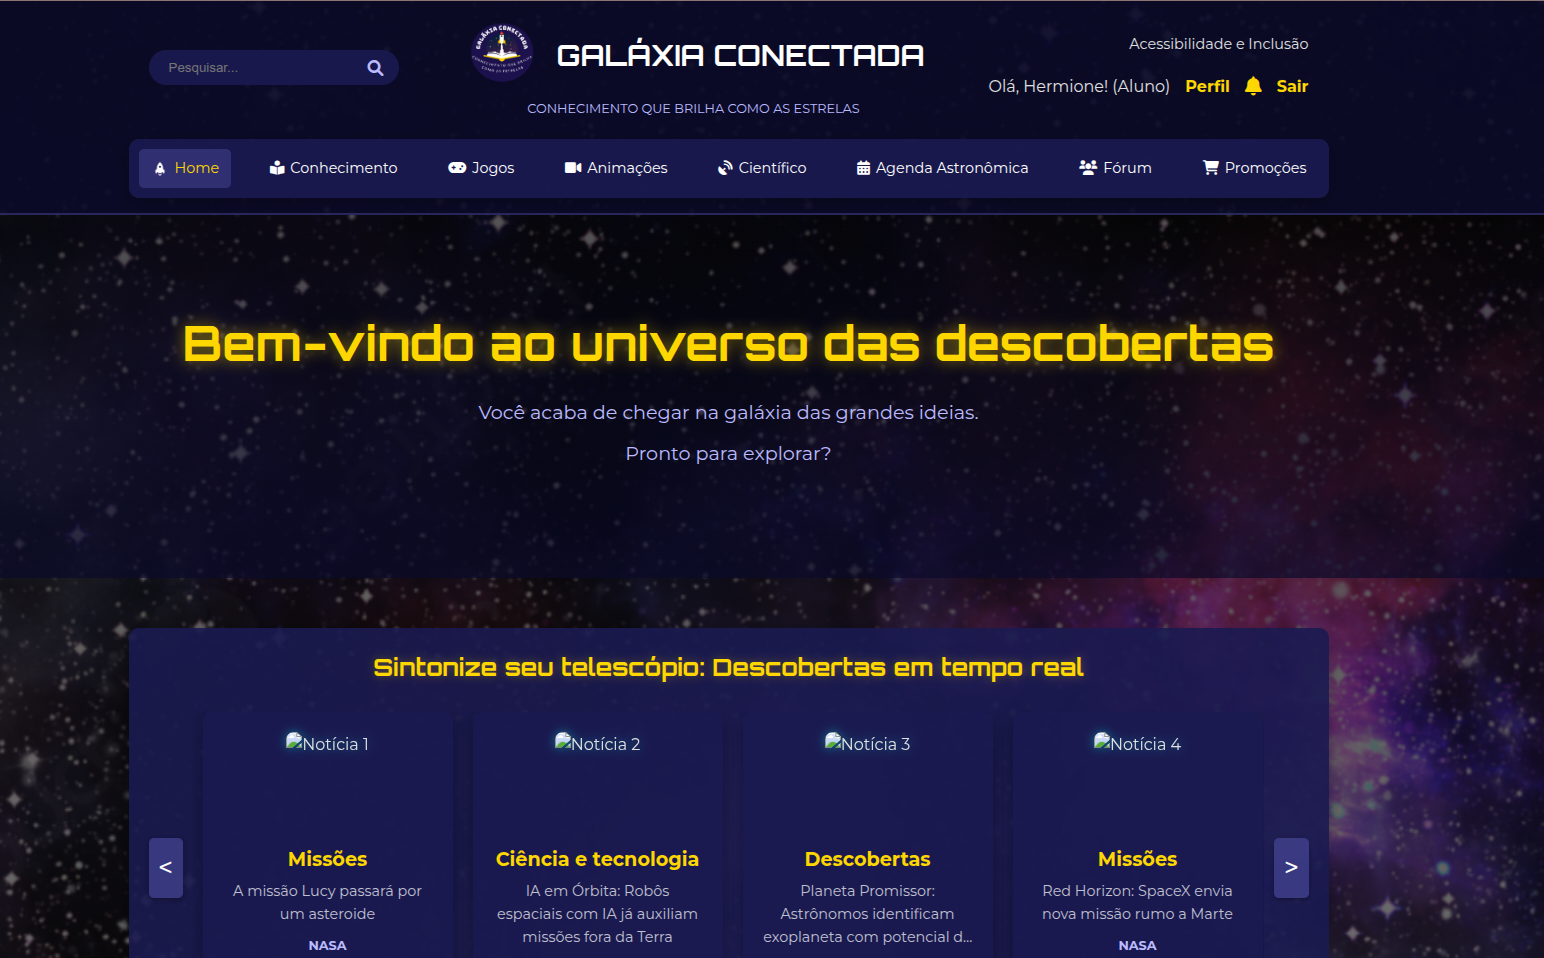 Pesquisar...
GALÁXIA CONECTADA
GALÁXIA CONECTADA
CONHECIMENTO QUE BRILHA COMO AS ESTRELAS
Acessibilidade e Inclusão
Olá, Hermione! (Aluno) Perfil Sair
Home Conhecimento Jogos Animações Científico Agenda Astronômica Fórum Promoções
Bem-vindo ao universo das descobertas
Você acaba de chegar na galáxia das grandes ideias.
Pronto para explorar?
Sintonize seu telescópio: Descobertas em tempo real
<
Notícia 1
Missões
A missão Lucy passará por
um asteroide
NASA
Notícia 2
Ciência e tecnologia
IA em Órbita: Robôs
espaciais com IA já auxiliam
missões fora da Terra
Notícia 3
Descobertas
Planeta Promissor:
Astrônomos identificam
exoplaneta com potencial d...
Notícia 4
Missões
Red Horizon: SpaceX envia
nova missão rumo a Marte
NASA
>